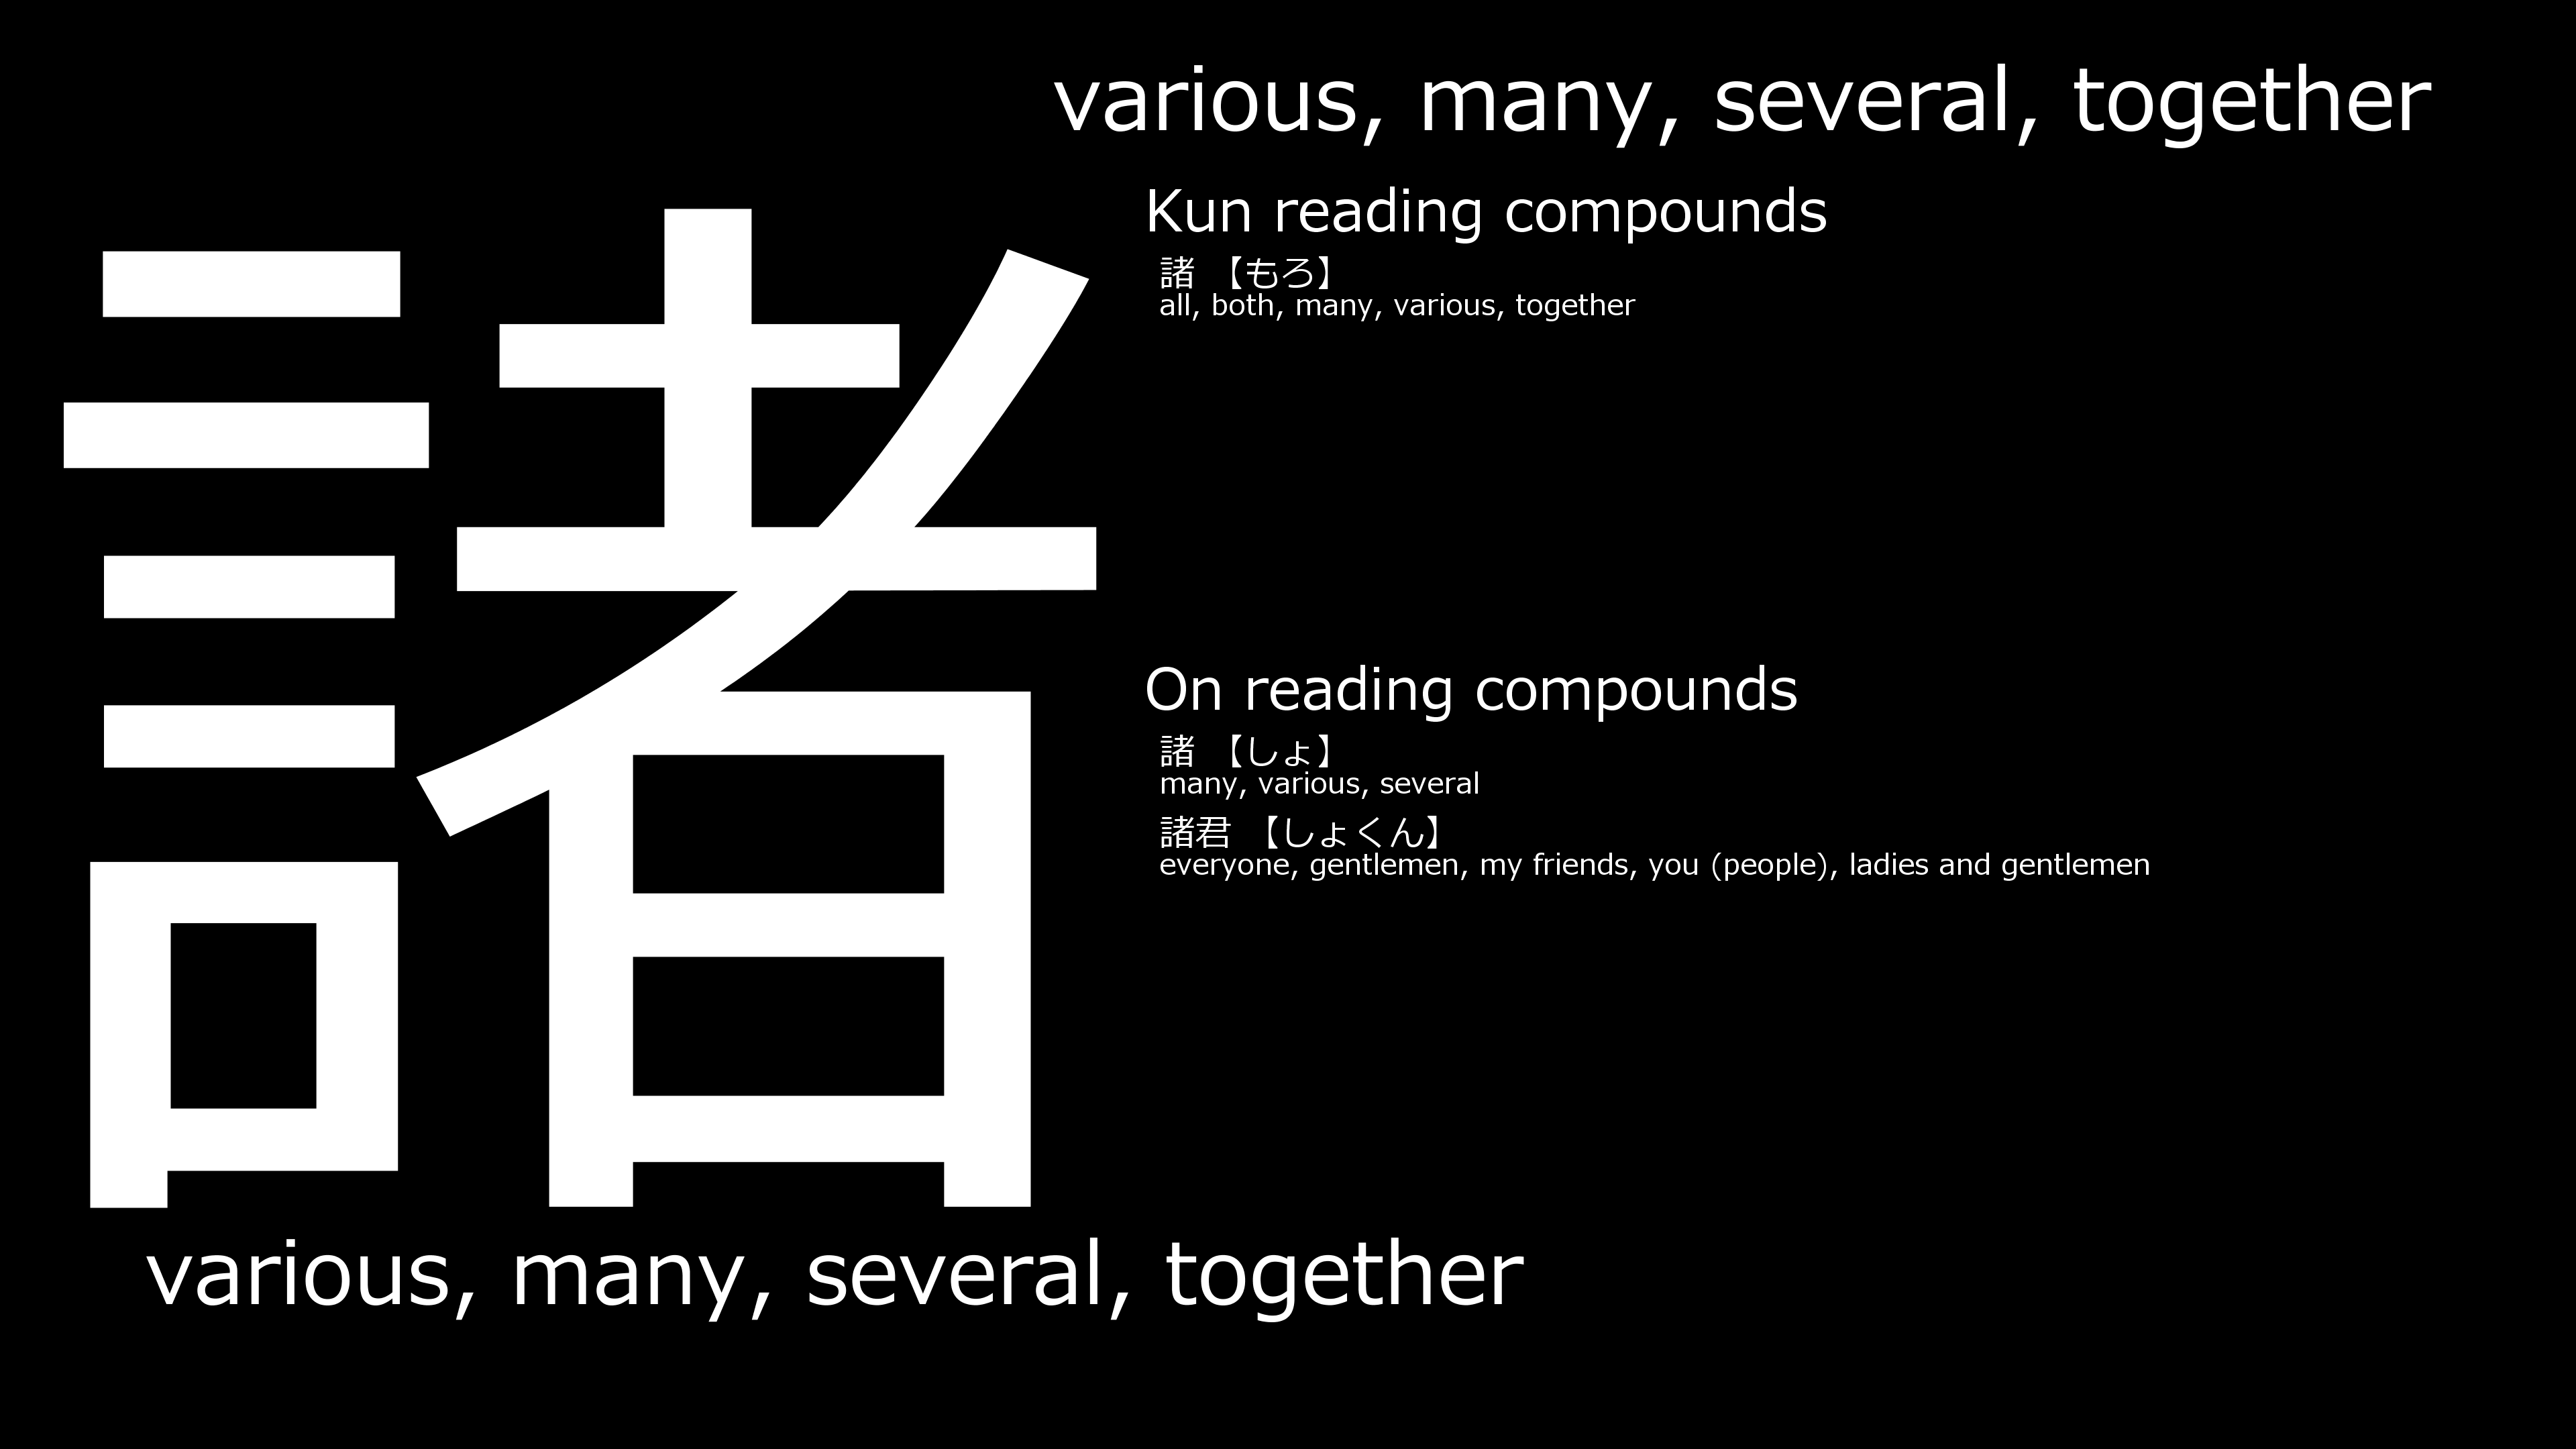 various, many, several, together
諸
Kun reading compounds
諸 【もろ】
all, both, many, various, together
On reading compounds
諸 【しょ】
many, various, several
諸君 【しょくん】
everyone, gentlemen, my friends, you (people), ladies and gentlemen
various, many, several, together